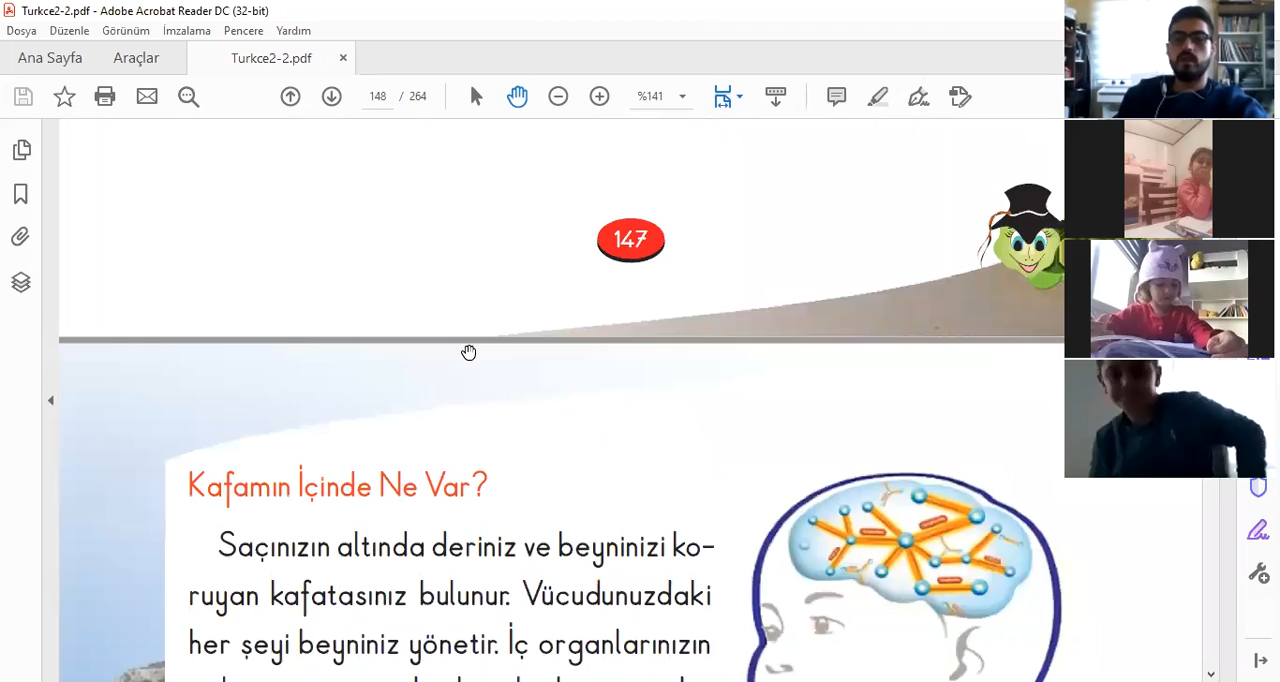 Turkce2-2.pdf - Adobe Acrobat Reader DC (32-bit)
Dosya Düzenle Görünüm İmzalama Pencere Yardım
Ana Sayfa Araçlar Turkce2-2.pdf ×
148 / 264 %141
147
Kafamın İçinde Ne Var?
Saçınızın altında deriniz ve beyninizi ko-
ruyan kafatasınız bulunur. Vücudunuzdaki
her şeyi beyniniz yönetir. İç organlarınızın